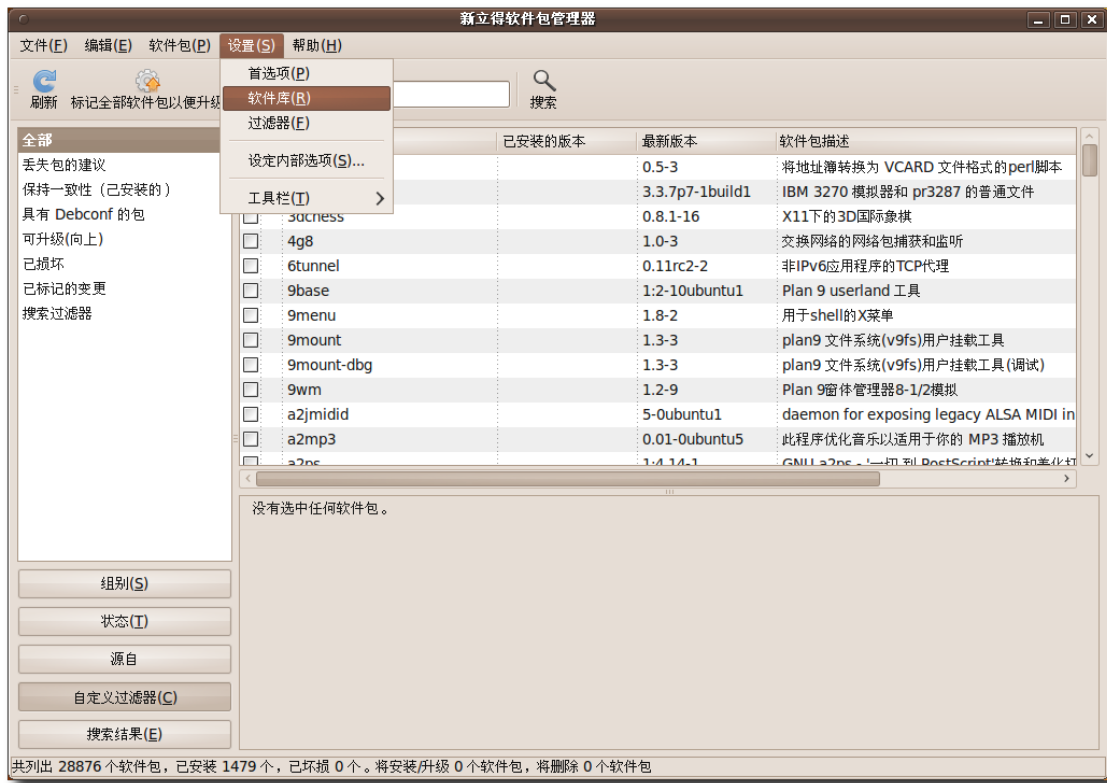 新立得软件包管理器
文件(F) 编辑(E) 软件包(P) 设置(S) 帮助(H)
首选项(P)
软件库(R)
过滤器(F)
设定内部选项(S)...
工具栏(T)
刷新 标记全部软件包以便升级 搜索
全部
丢失包的建议
保持一致性（已安装的）
具有 Debconf 的包
可升级(向上)
已损坏
已标记的变更
搜索过滤器
已安装的版本 最新版本 软件包描述
0.5-3 将地址簿转换为 VCARD 文件格式的perl脚本
3.3.7p7-1build1 IBM 3270 模拟器和 pr3287 的普通文件
3dchess 0.8.1-16 X11下的3D国际象棋
4g8 1.0-3 交换网络的网络包捕获和监听
6tunnel 0.11rc2-2 非IPv6应用程序的TCP代理
9base 1:2-10ubuntu1 Plan 9 userland 工具
9menu 1.8-2 用于shell的X菜单
9mount 1.3-3 plan9 文件系统(v9fs)用户挂载工具
9mount-dbg 1.3-3 plan9 文件系统(v9fs)用户挂载工具(调试)
9wm 1.2-9 Plan 9窗体管理器8-1/2模拟
a2jmidid 5-0ubuntu1 daemon for exposing legacy ALSA MIDI in
a2mp3 0.01-0ubuntu5 此程序优化音乐以适用于你的 MP3 播放机
a2ps 1:4.14-1 GNU a2ps - '一切 到 PostScript'转换和美化打
没有选中任何软件包。
组别(S)
状态(T)
源自
自定义过滤器(C)
搜索结果(E)
共列出 28876 个软件包，已安装 1479 个，已坏损 0 个。将安装/升级 0 个软件包，将删除 0 个软件包